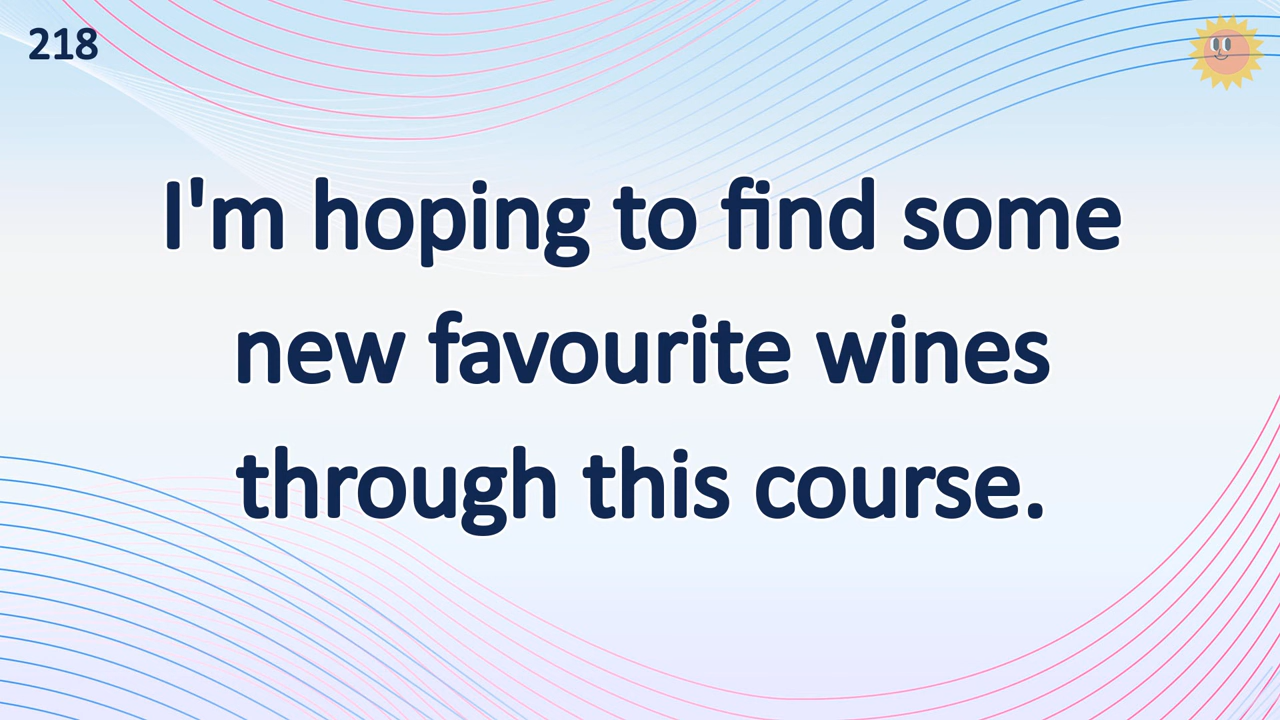 218
I'm hoping to find some
new favourite wines
through this course.